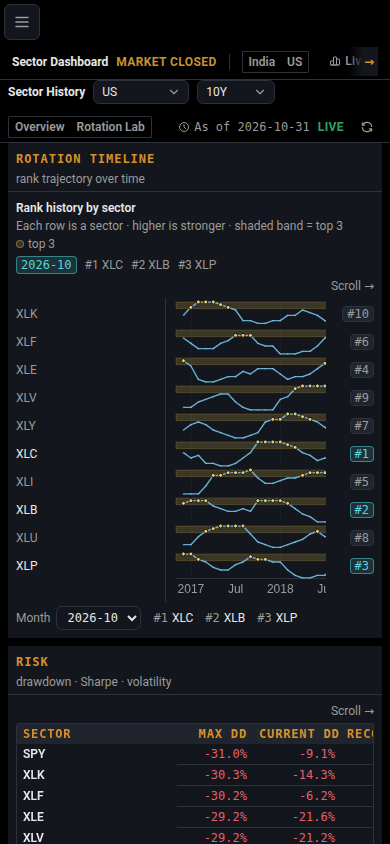 Sector Dashboard MARKET CLOSED India US Liv →
Sector History US 10Y
Overview Rotation Lab As of 2026-10-31 LIVE
ROTATION TIMELINE
rank trajectory over time
Rank history by sector
Each row is a sector · higher is stronger · shaded band = top 3
top 3
2026-10 #1 XLC #2 XLB #3 XLP
Scroll →
XLK #10
XLF #6
XLE #4
XLV #9
XLY #7
XLC #1
XLI #5
XLB #2
XLU #8
XLP #3
2017 Jul 2018 Ju
Month 2026-10 #1 XLC #2 XLB #3 XLP
RISK
drawdown · Sharpe · volatility
Scroll →
SECTOR MAX DD CURRENT DD RECO
SPY -31.0% -9.1%
XLK -30.3% -14.3%
XLF -30.2% -6.2%
XLE -29.2% -21.6%
XLV -29.2% -21.2%